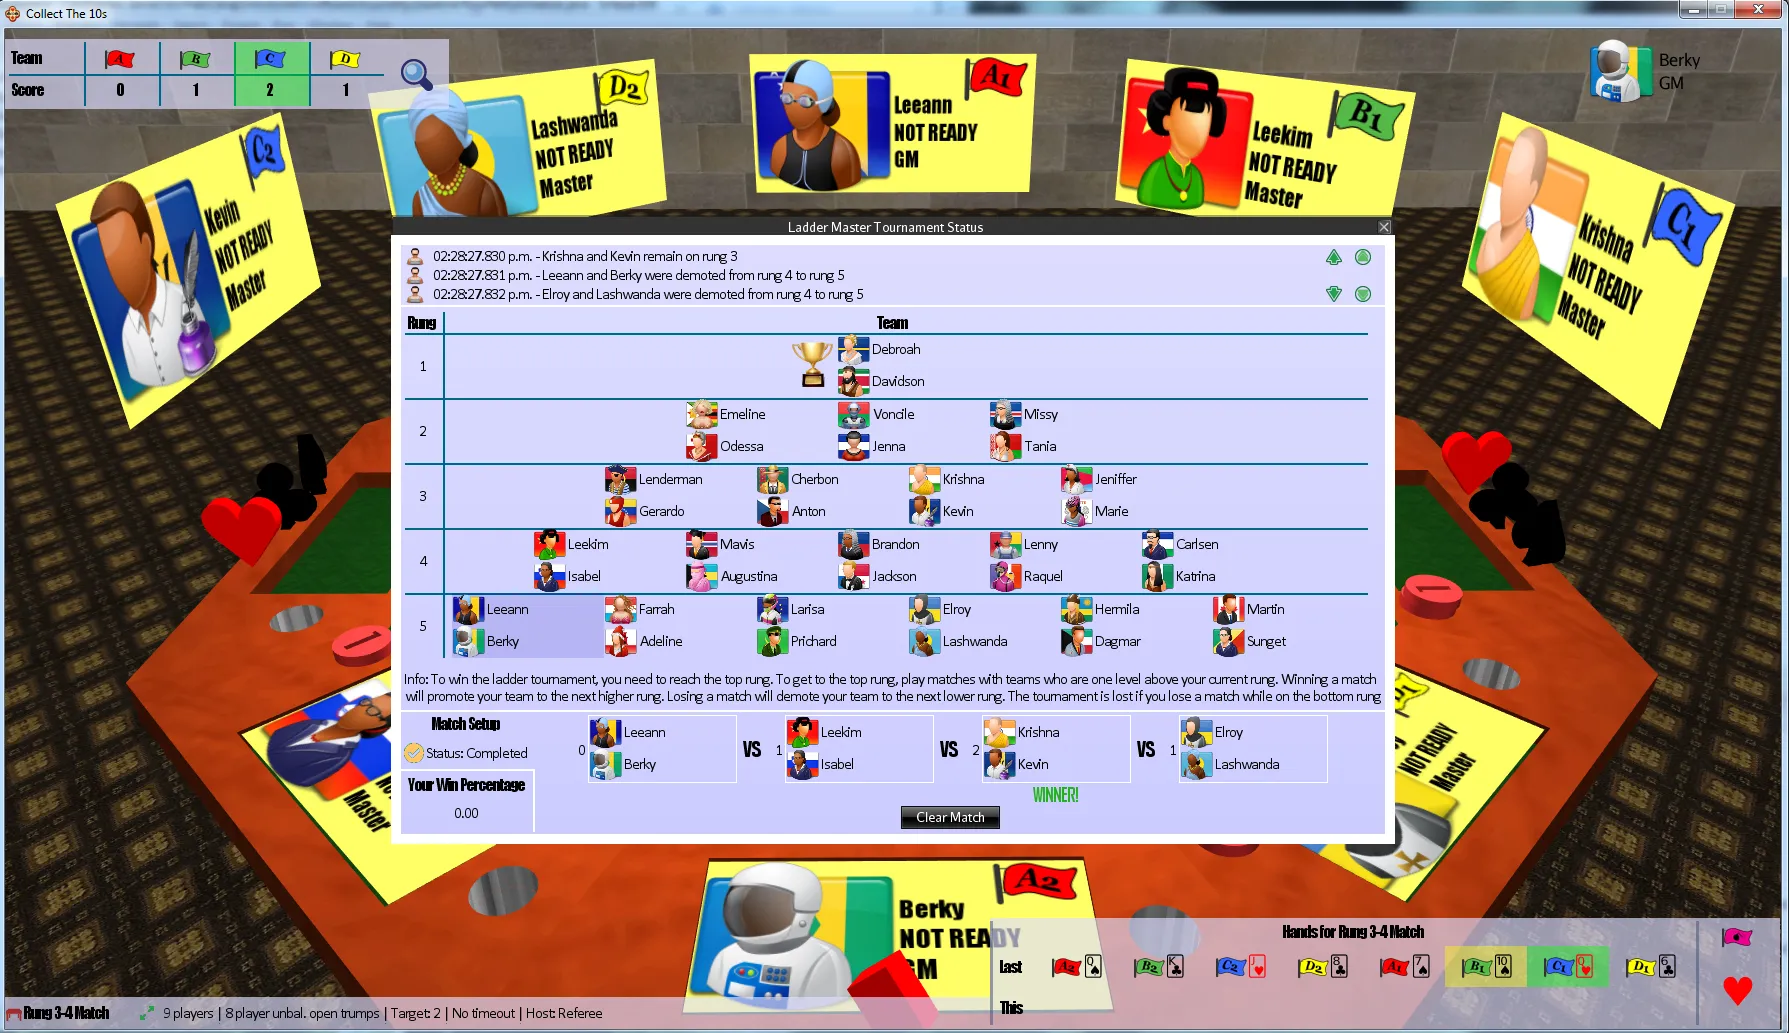 Collect The 10s
Team A B C D
Score 0 1 2 1
Berky
GM
C2
Kevin
NOT READY
Master
D2
Lashwanda
NOT READY
Master
A1
Leeann
NOT READY
GM
B1
Leekim
NOT READY
Master
C1
Krishna
NOT READY
Master
Ladder Master Tournament Status
02:28:27.830 p.m. - Krishna and Kevin remain on rung 3
02:28:27.831 p.m. - Leeann and Berky were demoted from rung 4 to rung 5
02:28:27.832 p.m. - Elroy and Lashwanda were demoted from rung 4 to rung 5
Rung Team
1
Debroah
Davidson
2
Emeline Voncile Missy
Odessa Jenna Tania
3
Lenderman Cherbon Krishna Jeniffer
Gerardo Anton Kevin Marie
4
Leekim Mavis Brandon Lenny Carlsen
Isabel Augustina Jackson Raquel Katrina
5
Leeann Farrah Larisa Elroy Hermila Martin
Berky Adeline Prichard Lashwanda Dagmar Sunget
Info: To win the ladder tournament, you need to reach the top rung. To get to the top rung, play matches with teams who are one level above your current rung. Winning a match
will promote your team to the next higher rung. Losing a match will demote your team to the next lower rung. The tournament is lost if you lose a match while on the bottom rung
Match Setup
Status: Completed
Your Win Percentage
0.00
0 Leeann VS 1 Leekim VS 2 Krishna VS 1 Elroy
Berky Isabel Kevin Lashwanda
WINNER!
Clear Match
Master
D1
NOT READY
Master
A2
Berky
NOT READY
GM
Hands for Rung 3-4 Match
Last A2 Q B2 K C2 J D2 8 A1 7 B1 10 C1 Q D1 6
This
Rung 3-4 Match 9 players | 8 player unbal. open trumps | Target: 2 | No timeout | Host: Referee